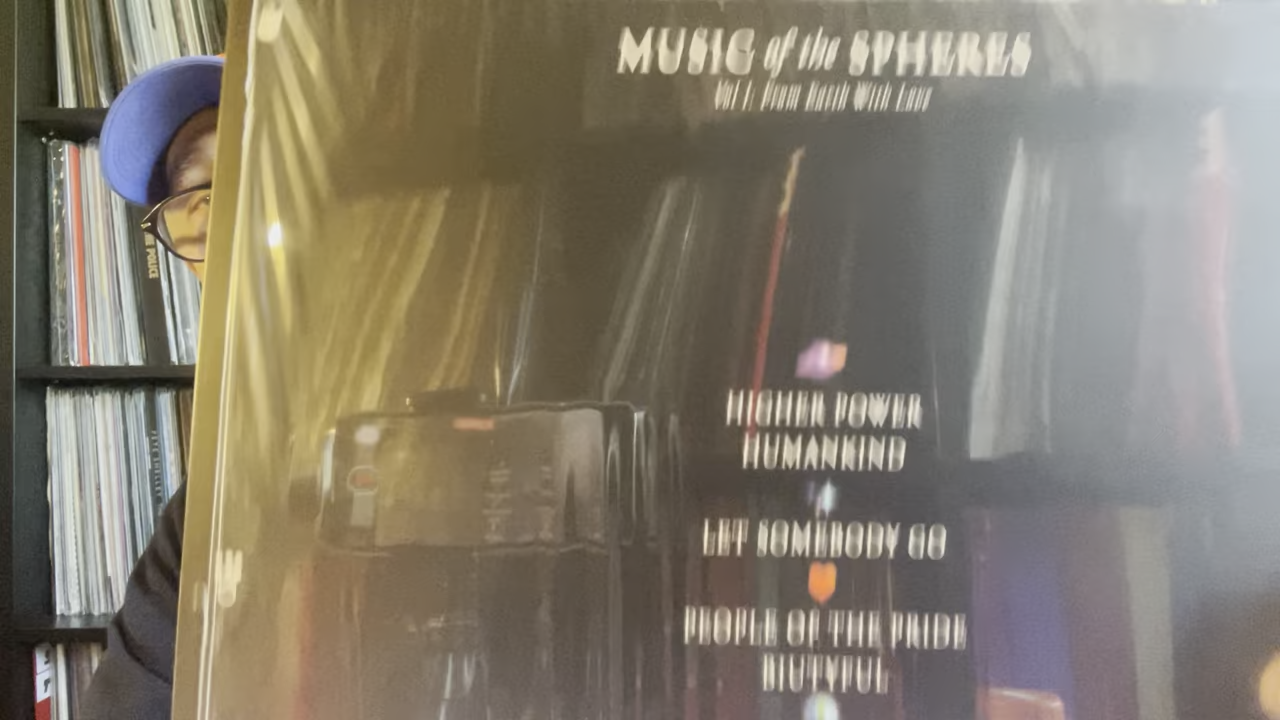 MUSIC of the SPHERES
Vol I: From Earth With Love
HIGHER POWER
HUMANKIND
LET SOMEBODY GO
PEOPLE OF THE PRIDE
BIUTYFUL
POLICE